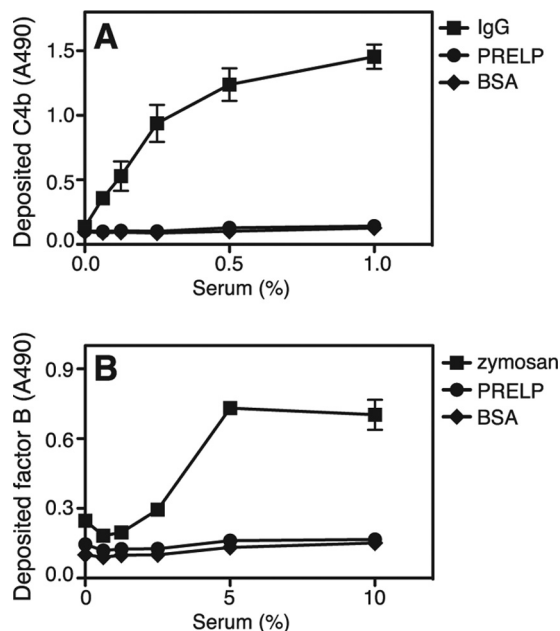 A
IgG
PRELP
BSA
Deposited C4b (A490)
1.5
1.0
0.5
0.0
0.0 0.5 1.0
Serum (%)
B
zymosan
PRELP
BSA
Deposited factor B (A490)
0.9
0.6
0.3
0.0
0 5 10
Serum (%)